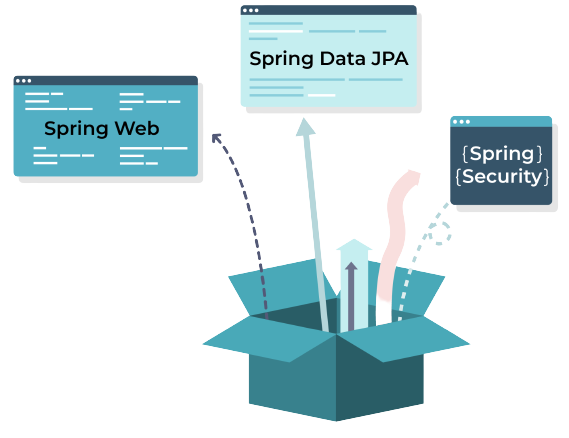 Spring Data JPA
Spring Web
{Spring}
{Security}